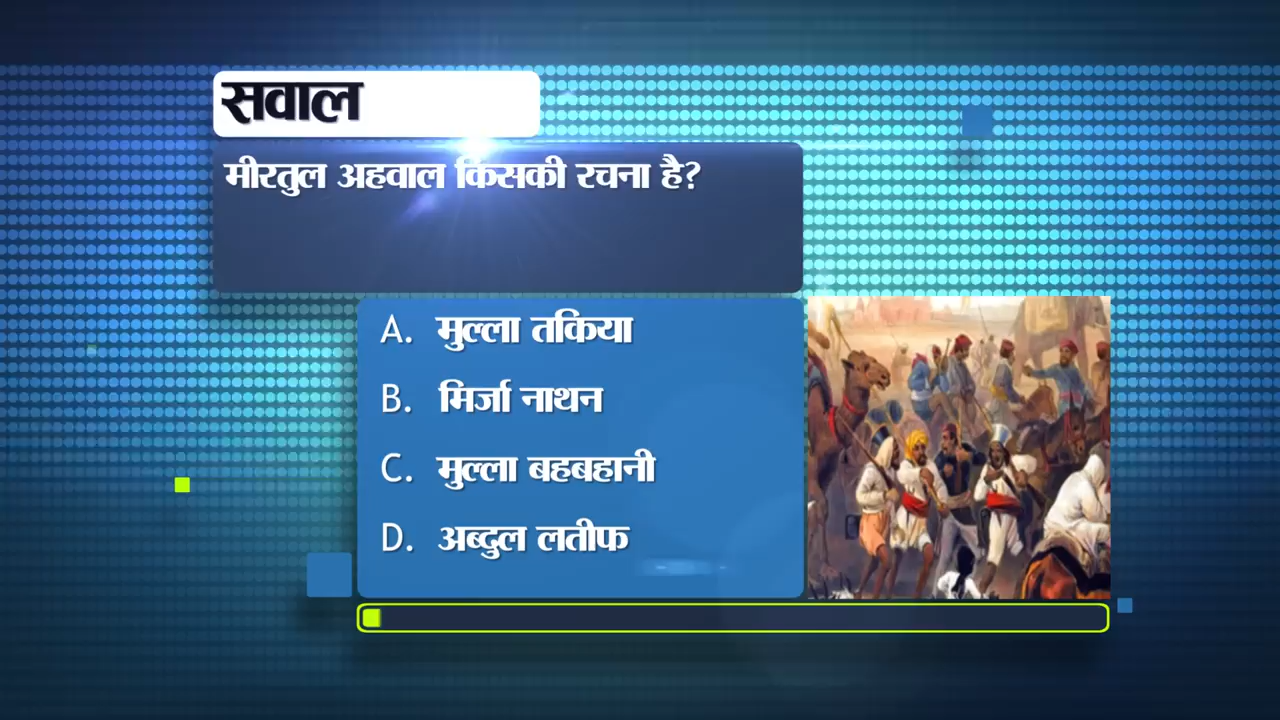 सवाल
मीरतुल अहवाल किसकी रचना है?
A. मुल्ला तकिया
B. मिर्जा नाथन
C. मुल्ला बहबहानी
D. अब्दुल लतीफ